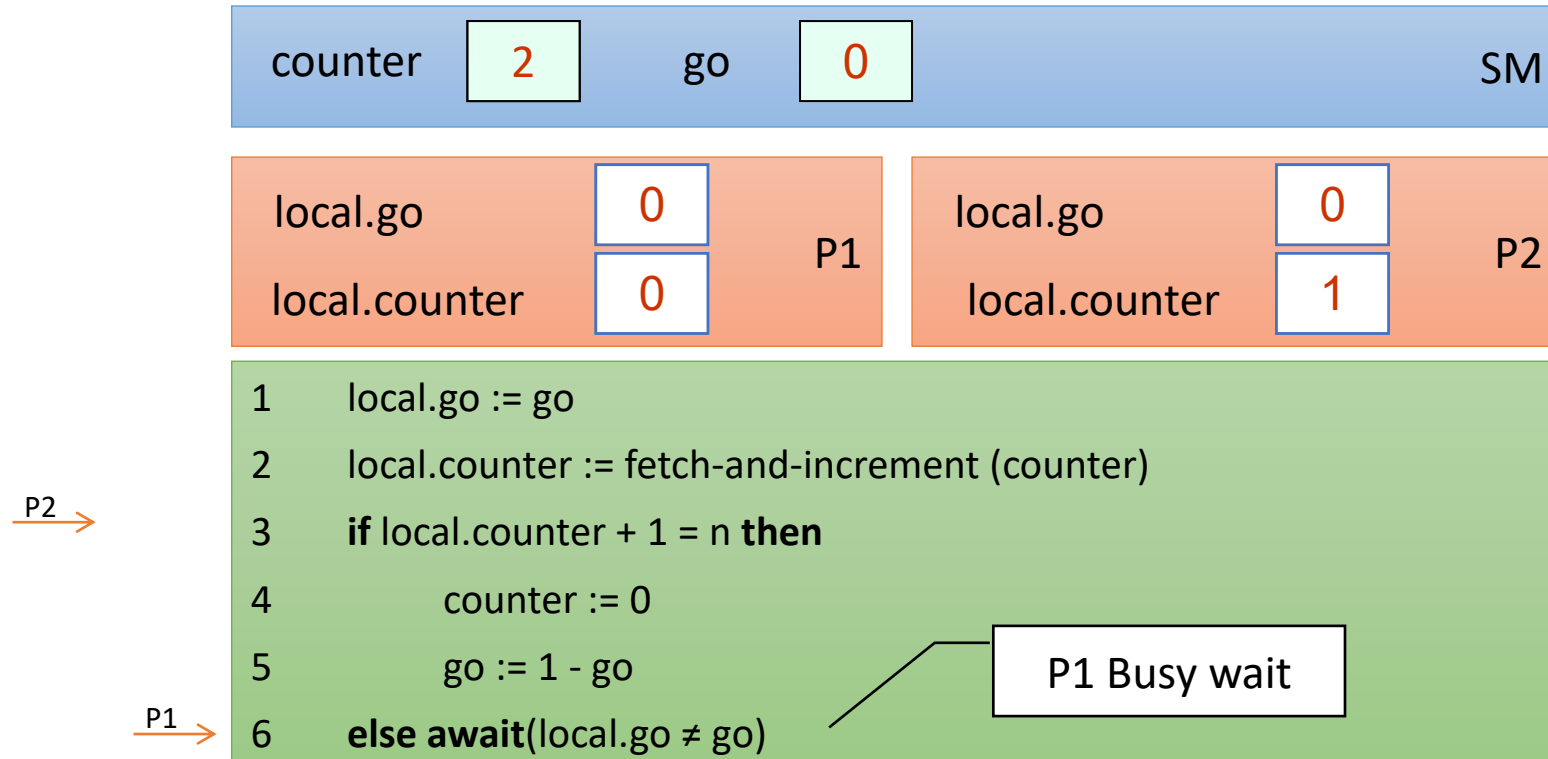 counter 2 go 0 SM
local.go 0 P1 local.go 0 P2
local.counter 0 local.counter 1
1 local.go := go
2 local.counter := fetch-and-increment (counter)
P2
3 if local.counter + 1 = n then
4 counter := 0
5 go := 1 - go
P1 Busy wait
P1
6 else await(local.go ≠ go)